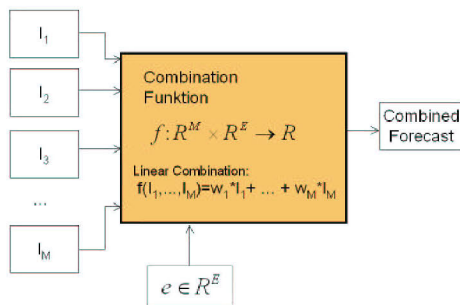 I1
I2
I3
...
IM
Combination
Funktion
f: R^M × R^E → R
Linear Combination:
f(I1,...,IM)=w1*I1+ ... + wM*IM
e ∈ R^E
Combined
Forecast